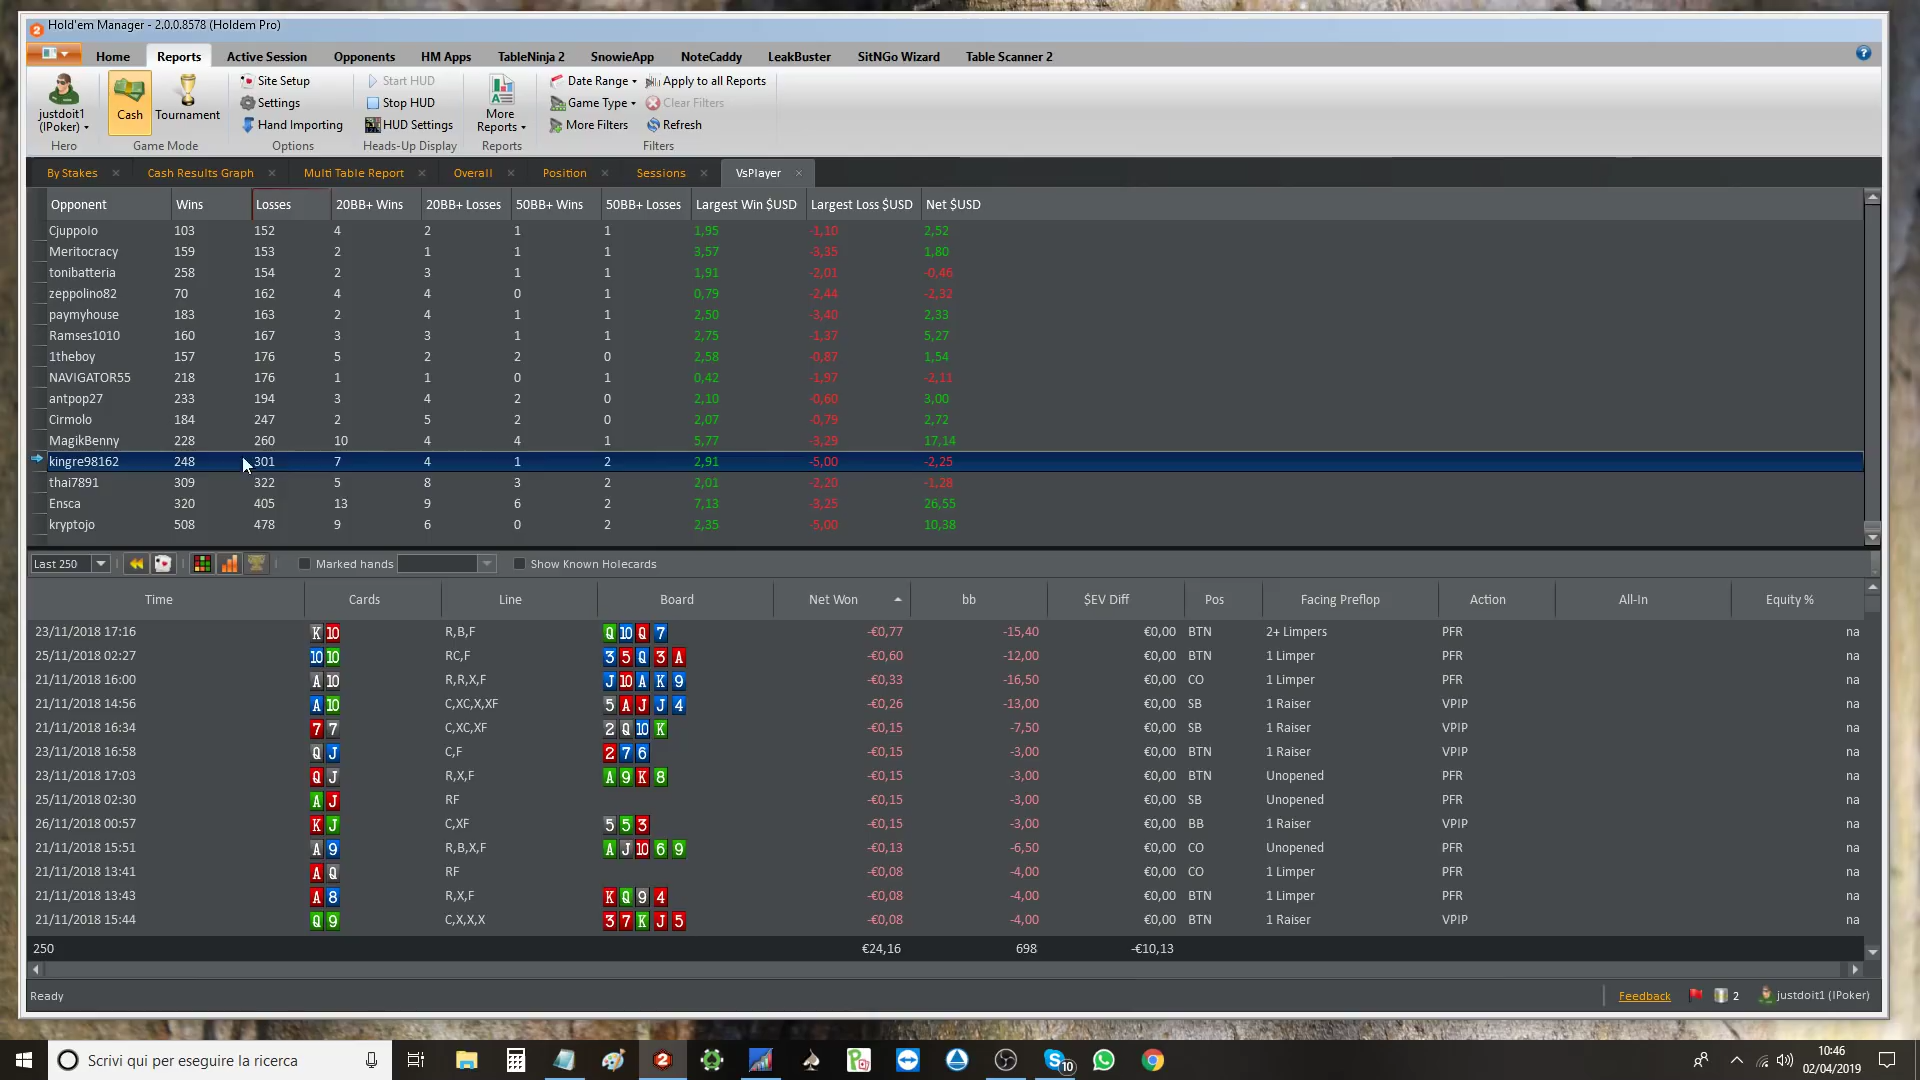 Hold'em Manager - 2.0.0.8578 (Holdem Pro)
Home Reports Active Session Opponents HM Apps TableNinja 2 SnowieApp NoteCaddy LeakBuster SitNGo Wizard Table Scanner 2
justdoit1 (IPoker)
Hero
Cash
Tournament
Game Mode
Site Setup
Settings
Hand Importing
Options
Start HUD
Stop HUD
HUD Settings
Heads-Up Display
More Reports
Reports
Date Range
Game Type
More Filters
Apply to all Reports
Clear Filters
Refresh
Filters
By Stakes Cash Results Graph Multi Table Report Overall Position Sessions VsPlayer
Opponent Wins Losses 20BB+ Wins 20BB+ Losses 50BB+ Wins 50BB+ Losses Largest Win $USD Largest Loss $USD Net $USD
Cjuppolo 103 152 4 2 1 1 1,95 -1,10 2,52
Meritocracy 159 153 2 1 1 1 3,57 -3,35 1,80
tonibatteria 258 154 2 3 1 1 1,91 -2,01 -0,46
zeppolino82 70 162 4 4 0 1 0,79 -2,44 -2,32
paymyhouse 183 163 2 4 1 1 2,50 -3,40 2,33
Ramses1010 160 167 3 3 1 1 2,75 -1,37 5,27
1theboy 157 176 5 2 2 0 2,58 -0,87 1,54
NAVIGATOR55 218 176 1 1 0 1 0,42 -1,97 -2,11
antpop27 233 194 3 4 2 0 2,10 -0,60 3,00
Cirmolo 184 247 2 5 2 0 2,07 -0,79 2,72
MagikBenny 228 260 10 4 4 1 5,77 -3,29 17,14
kingre98162 248 301 7 4 1 2 2,91 -5,00 -2,25
thai7891 309 322 5 8 3 2 2,01 -2,20 -1,28
Ensca 320 405 13 9 6 2 7,13 -3,25 26,55
kryptojo 508 478 9 6 0 2 2,35 -5,00 10,38
Last 250 Marked hands Show Known Holecards
Time Cards Line Board Net Won bb $EV Diff Pos Facing Preflop Action All-In Equity %
23/11/2018 17:16 K 10 R,B,F Q 10 Q 7 -€0,77 -15,40 €0,00 BTN 2+ Limpers PFR na
25/11/2018 02:27 10 10 RC,F 3 5 Q 3 A -€0,60 -12,00 €0,00 BTN 1 Limper PFR na
21/11/2018 16:00 A 10 R,R,X,F J 10 A K 9 -€0,33 -16,50 €0,00 CO 1 Limper PFR na
21/11/2018 14:56 A 10 C,XC,X,XF 5 A J J 4 -€0,26 -13,00 €0,00 SB 1 Raiser VPIP na
21/11/2018 16:34 7 7 C,XC,XF 2 Q 10 K -€0,15 -7,50 €0,00 SB 1 Raiser VPIP na
23/11/2018 16:58 Q J C,F 2 7 6 -€0,15 -3,00 €0,00 BTN 1 Raiser VPIP na
23/11/2018 17:03 Q J R,X,F A 9 K 8 -€0,15 -3,00 €0,00 BTN Unopened PFR na
25/11/2018 02:30 A J RF -€0,15 -3,00 €0,00 SB Unopened PFR na
26/11/2018 00:57 K J C,XF 5 5 3 -€0,15 -3,00 €0,00 BB 1 Raiser VPIP na
21/11/2018 15:51 A 9 R,B,X,F A J 10 6 9 -€0,13 -6,50 €0,00 CO Unopened PFR na
21/11/2018 13:41 A Q RF -€0,08 -4,00 €0,00 CO 1 Limper PFR na
21/11/2018 13:43 A 8 R,X,F K Q 9 4 -€0,08 -4,00 €0,00 BTN 1 Limper PFR na
21/11/2018 15:44 Q 9 C,X,X,X 3 7 K J 5 -€0,08 -4,00 €0,00 BTN 1 Raiser VPIP na
250 €24,16 698 -€10,13
Ready Feedback 2 justdoit1 (IPoker)
Scrivi qui per eseguire la ricerca
10
10:46
02/04/2019